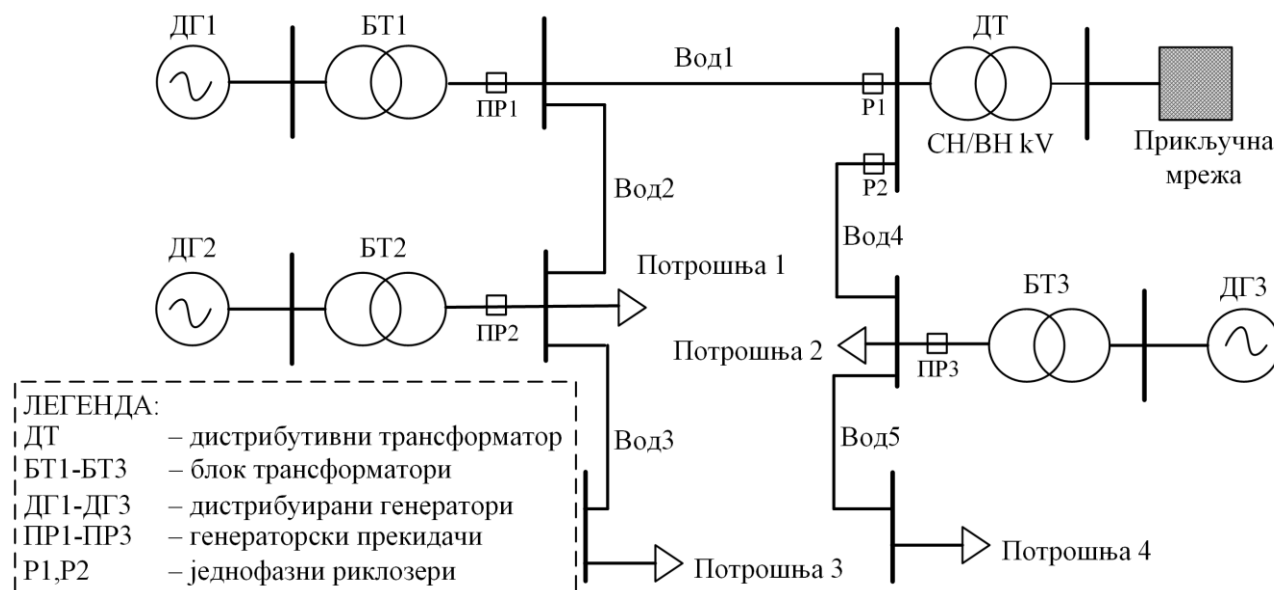 ДГ1
БТ1
ПР1
Вод1
Р1
ДТ
СН/ВН kV
Прикључна
мрежа
Р2
Вод2
Вод4
ДГ2
БТ2
ПР2
Потрошња 1
Потрошња 2
ПР3
БТ3
ДГ3
Вод3
Вод5
Потрошња 3
Потрошња 4
ЛЕГЕНДА:
ДТ – дистрибутивни трансформатор
БТ1-БТ3 – блок трансформатори
ДГ1-ДГ3 – дистрибуирани генератори
ПР1-ПР3 – генераторски прекидачи
Р1,Р2 – једнофазни риклозери